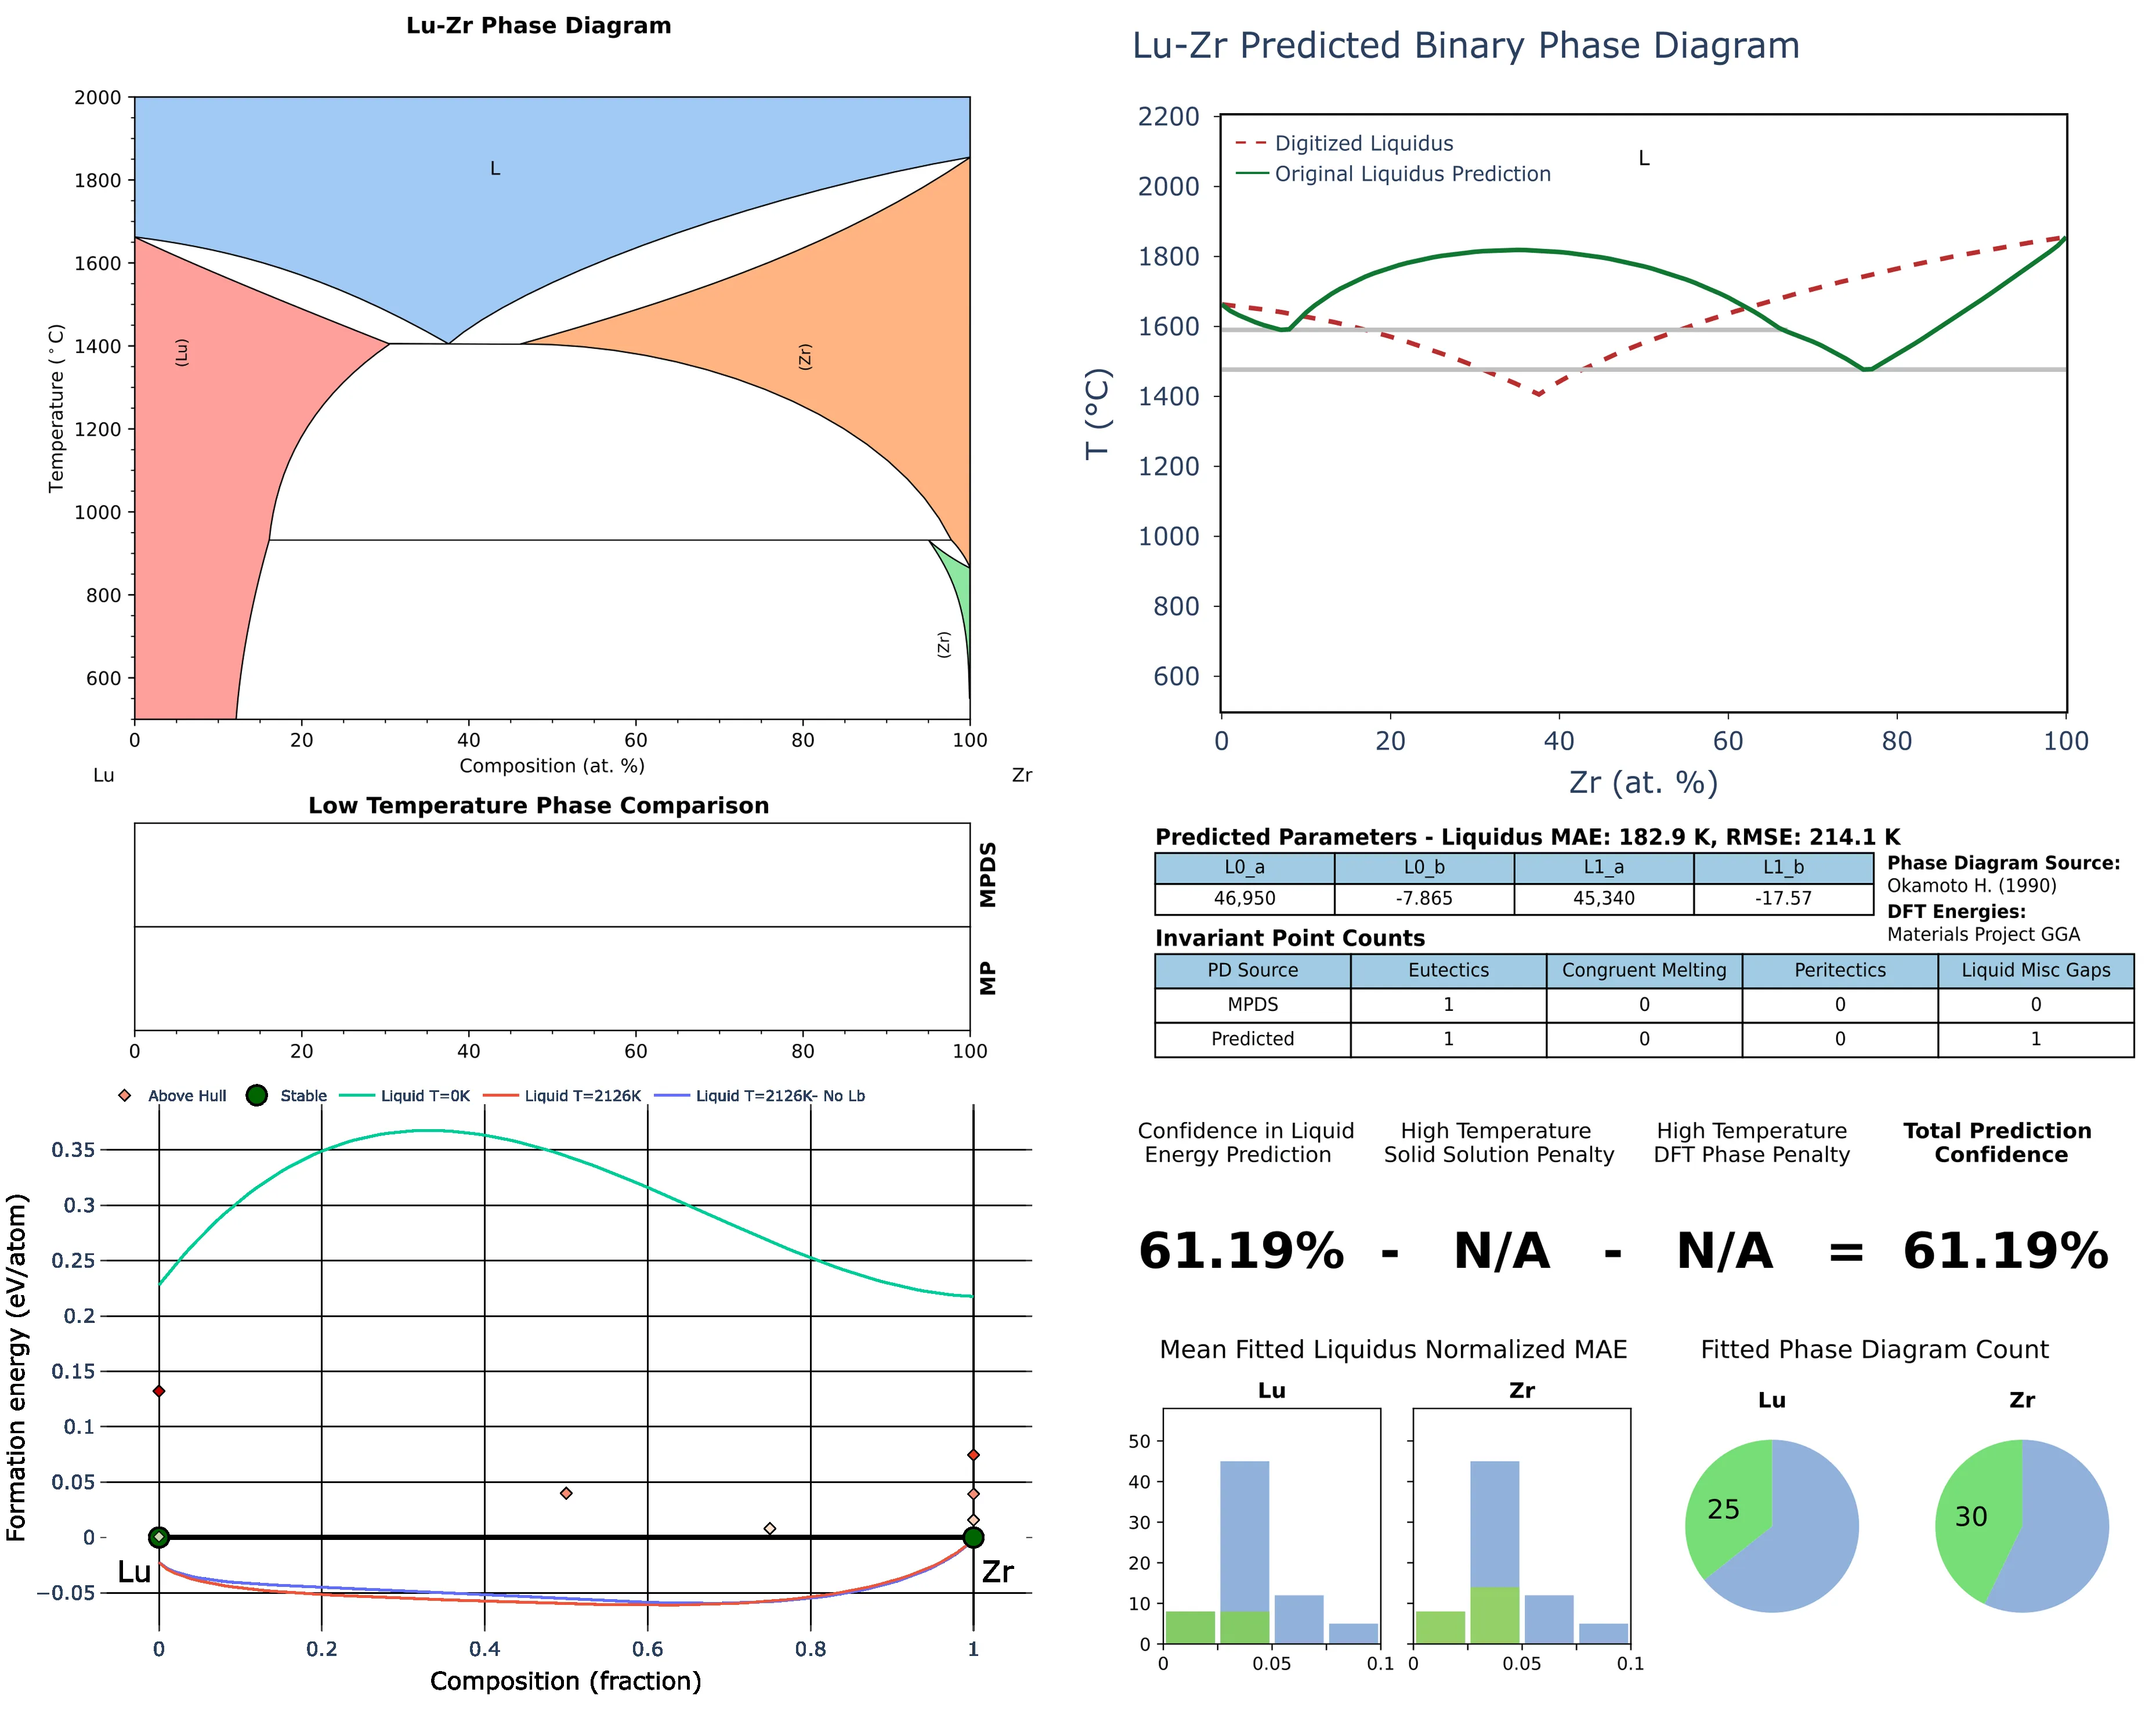 Lu-Zr Phase Diagram
2000
1800
1600
1400
1200
1000
800
600
Temperature (°C)
L
(Lu)
(Zr)
(Zr)
0 20 40 60 80 100
Composition (at. %)
Lu Zr
Lu-Zr Predicted Binary Phase Diagram
2200
2000
1800
1600
1400
1200
1000
800
600
T (°C)
Digitized Liquidus
Original Liquidus Prediction
L
0 20 40 60 80 100
Zr (at. %)
Low Temperature Phase Comparison
MPDS
MP
0 20 40 60 80 100
Predicted Parameters - Liquidus MAE: 182.9 K, RMSE: 214.1 K
L0_a L0_b L1_a L1_b
46,950 -7.865 45,340 -17.57
Phase Diagram Source:
Okamoto H. (1990)
DFT Energies:
Materials Project GGA
Invariant Point Counts
PD Source Eutectics Congruent Melting Peritectics Liquid Misc Gaps
MPDS 1 0 0 0
Predicted 1 0 0 1
Above Hull Stable Liquid T=0K Liquid T=2126K Liquid T=2126K- No Lb
0.35
0.3
0.25
0.2
0.15
0.1
0.05
0
−0.05
Formation energy (eV/atom)
Lu Zr
0 0.2 0.4 0.6 0.8 1
Composition (fraction)
Confidence in Liquid
Energy Prediction
High Temperature
Solid Solution Penalty
High Temperature
DFT Phase Penalty
Total Prediction
Confidence
61.19% - N/A - N/A = 61.19%
Mean Fitted Liquidus Normalized MAE
Lu Zr
50
40
30
20
10
0
0 0.05 0.1 0 0.05 0.1
Fitted Phase Diagram Count
Lu Zr
25 30